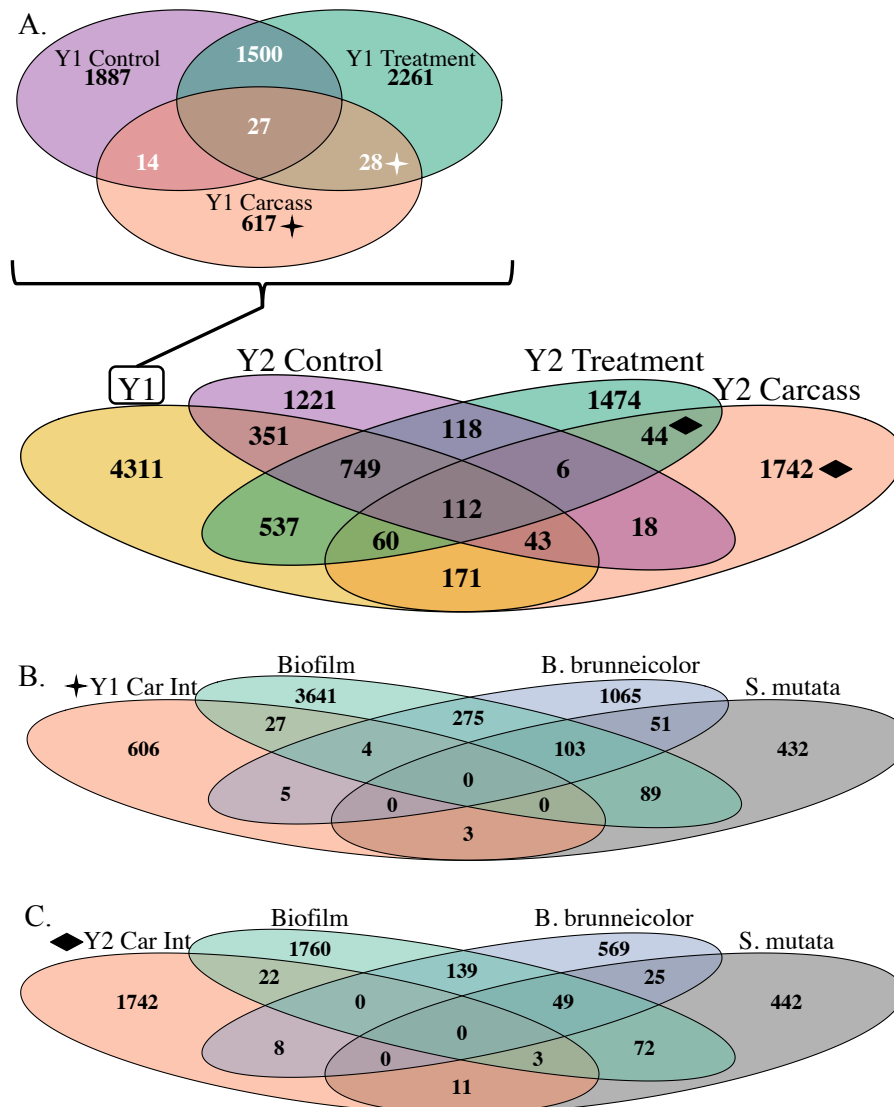 A.
Y1 Control
1887
1500
Y1 Treatment
2261
27
14
28
Y1 Carcass
617
Y1
Y2 Control
Y2 Treatment
Y2 Carcass
1221
1474
351
118
44
4311
749
6
1742
112
537
60
43
18
171
B.
Y1 Car Int
Biofilm
B. brunneicolor
S. mutata
3641
1065
27
275
51
606
4
103
432
0
5
0
0
89
3
C.
Y2 Car Int
Biofilm
B. brunneicolor
S. mutata
1760
569
22
139
25
1742
0
49
442
0
8
0
3
72
11